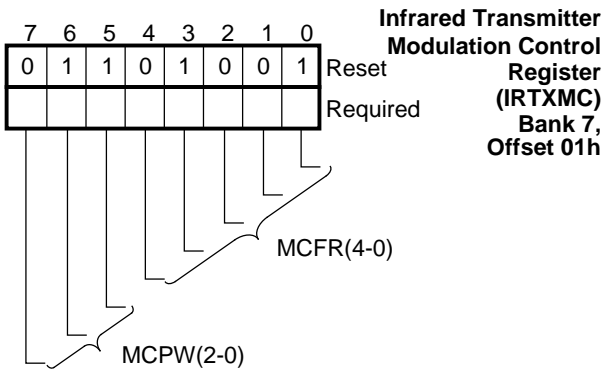 Infrared Transmitter
Modulation Control
Register
(IRTXMC)
Bank 7,
Offset 01h
7 6 5 4 3 2 1 0
0 1 1 0 1 0 0 1 Reset
Required
MCFR(4-0)
MCPW(2-0)